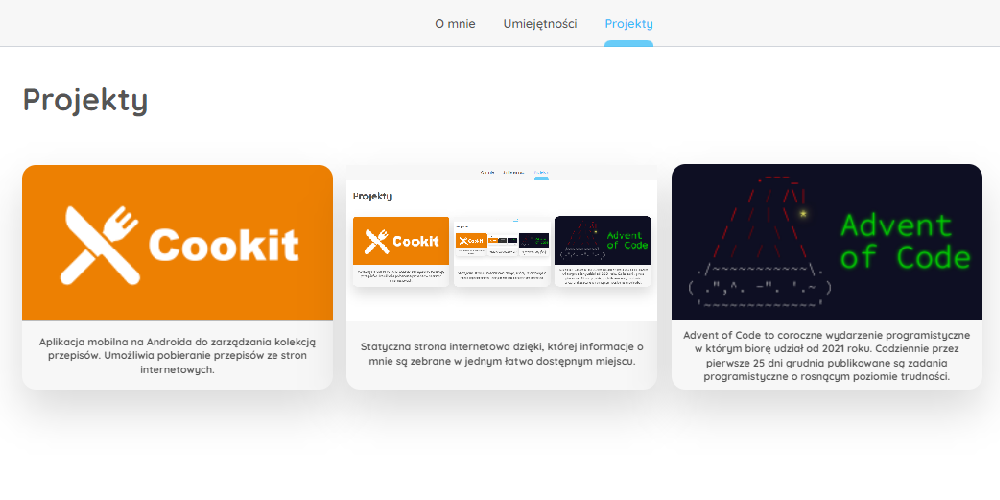 O mnie Umiejętności Projekty
Projekty
Cookit
Projekty
Cookit
Advent
of Code
Advent
of Code
Aplikacja mobilna na Androida do zarządzania kolekcją
przepisów. Umożliwia pobieranie przepisów ze stron
internetowych.
Statyczna strona internetowa dzięki, której informacje o
mnie są zebrane w jednym łatwo dostępnym miejscu.
Advent of Code to coroczne wydarzenie programistyczne
w którym biorę udział od 2021 roku. Codziennie przez
pierwsze 25 dni grudnia publikowane są zadania
programistyczne o rosnącym poziomie trudności.